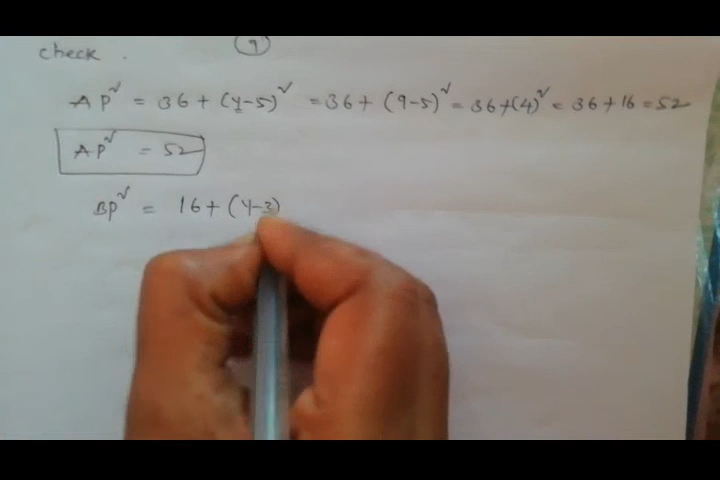 check .
9
AP² = 36 + (y-5)² = 36 + (9-5)² = 36 + (4)² = 36 + 16 = 52
AP² = 52
BP² = 16 + (y-3)